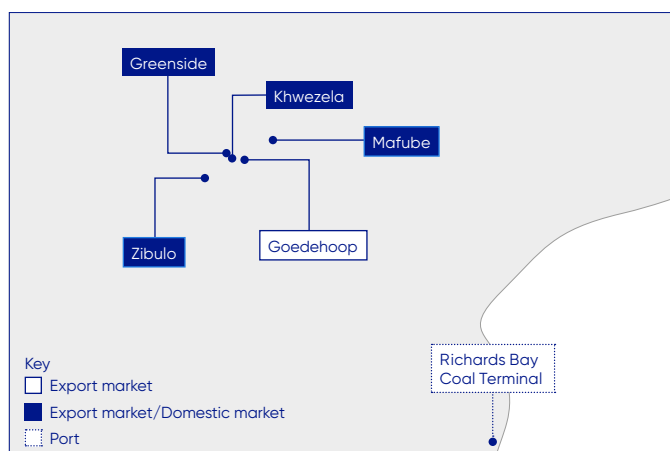 Greenside
Khwezela
Mafube
Goedehoop
Zibulo
Richards Bay
Coal Terminal
Key
Export market
Export market/Domestic market
Port